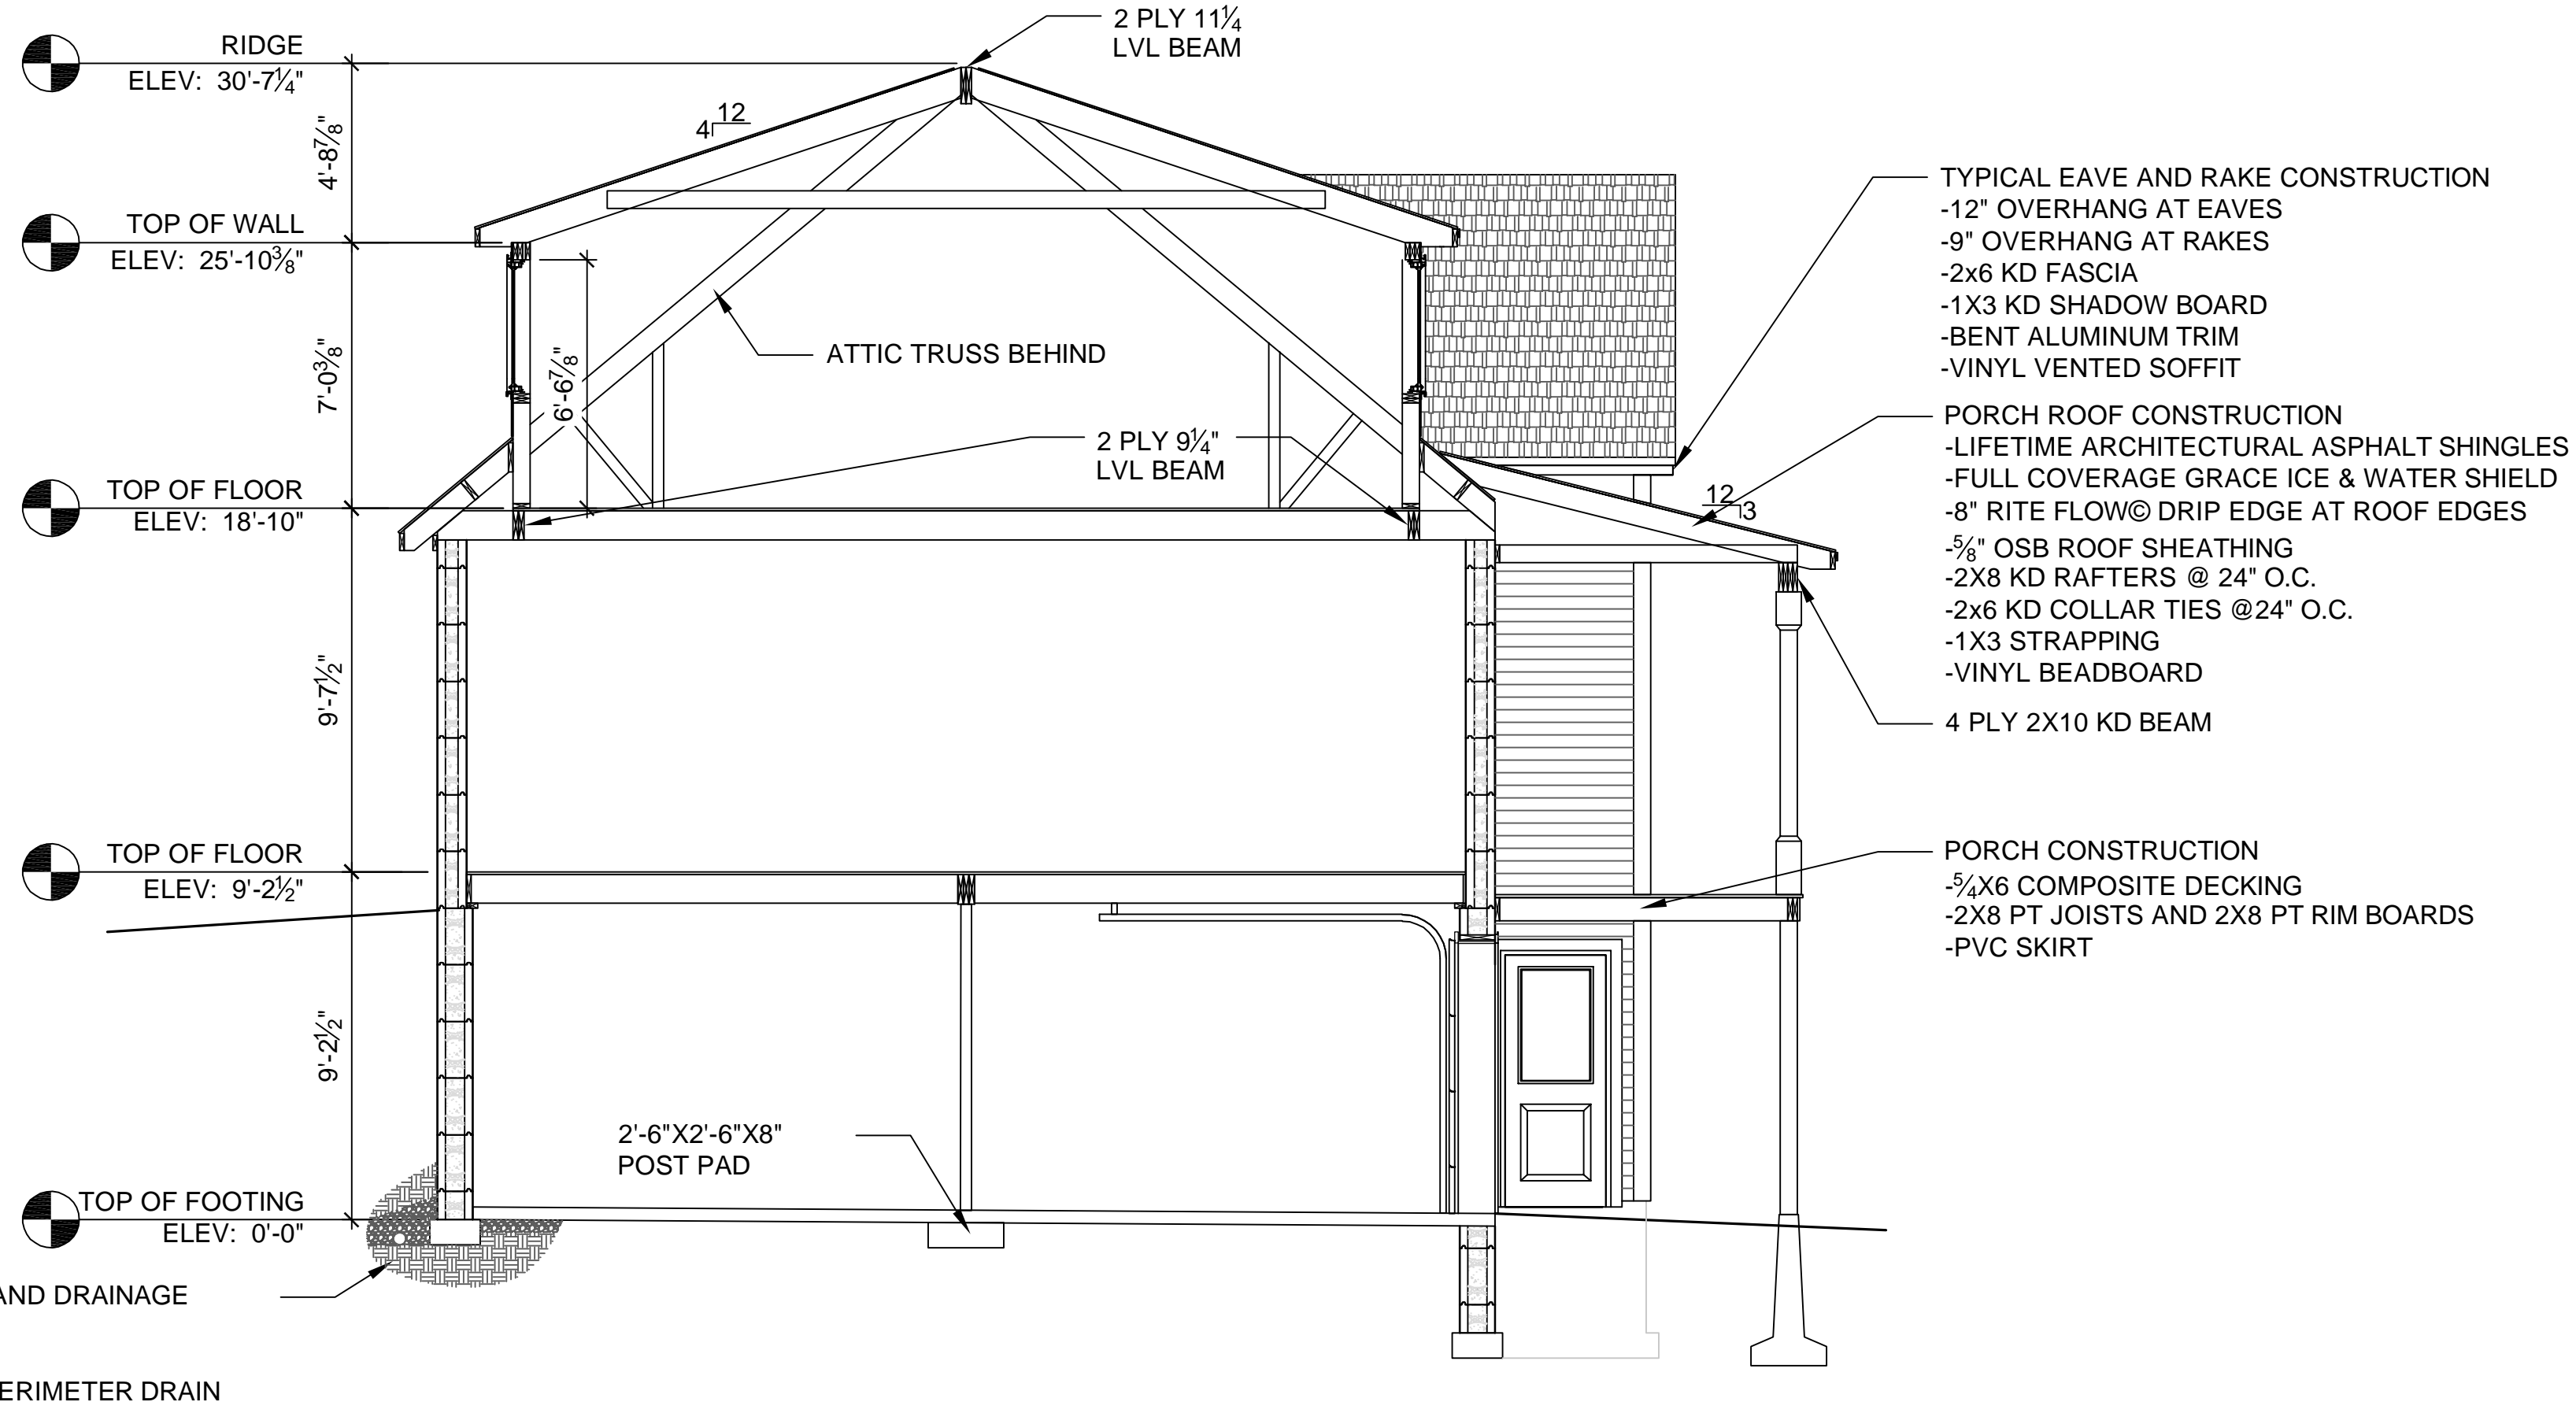 RIDGE
ELEV: 30'-7¼"
4'-8⅞"
TOP OF WALL
ELEV: 25'-10⅜"
7'-0⅜"
TOP OF FLOOR
ELEV: 18'-10"
9'-7½"
TOP OF FLOOR
ELEV: 9'-2½"
9'-2½"
TOP OF FOOTING
ELEV: 0'-0"
AND DRAINAGE
ERIMETER DRAIN
2 PLY 11¼
LVL BEAM
12
4
ATTIC TRUSS BEHIND
6'-6⅞"
2 PLY 9¼"
LVL BEAM
2'-6"X2'-6"X8"
POST PAD
12
3
TYPICAL EAVE AND RAKE CONSTRUCTION
-12" OVERHANG AT EAVES
-9" OVERHANG AT RAKES
-2x6 KD FASCIA
-1X3 KD SHADOW BOARD
-BENT ALUMINUM TRIM
-VINYL VENTED SOFFIT
PORCH ROOF CONSTRUCTION
-LIFETIME ARCHITECTURAL ASPHALT SHINGLES
-FULL COVERAGE GRACE ICE & WATER SHIELD
-8" RITE FLOW© DRIP EDGE AT ROOF EDGES
-⅝" OSB ROOF SHEATHING
-2X8 KD RAFTERS @ 24" O.C.
-2x6 KD COLLAR TIES @24" O.C.
-1X3 STRAPPING
-VINYL BEADBOARD
4 PLY 2X10 KD BEAM
PORCH CONSTRUCTION
-5⁄4X6 COMPOSITE DECKING
-2X8 PT JOISTS AND 2X8 PT RIM BOARDS
-PVC SKIRT